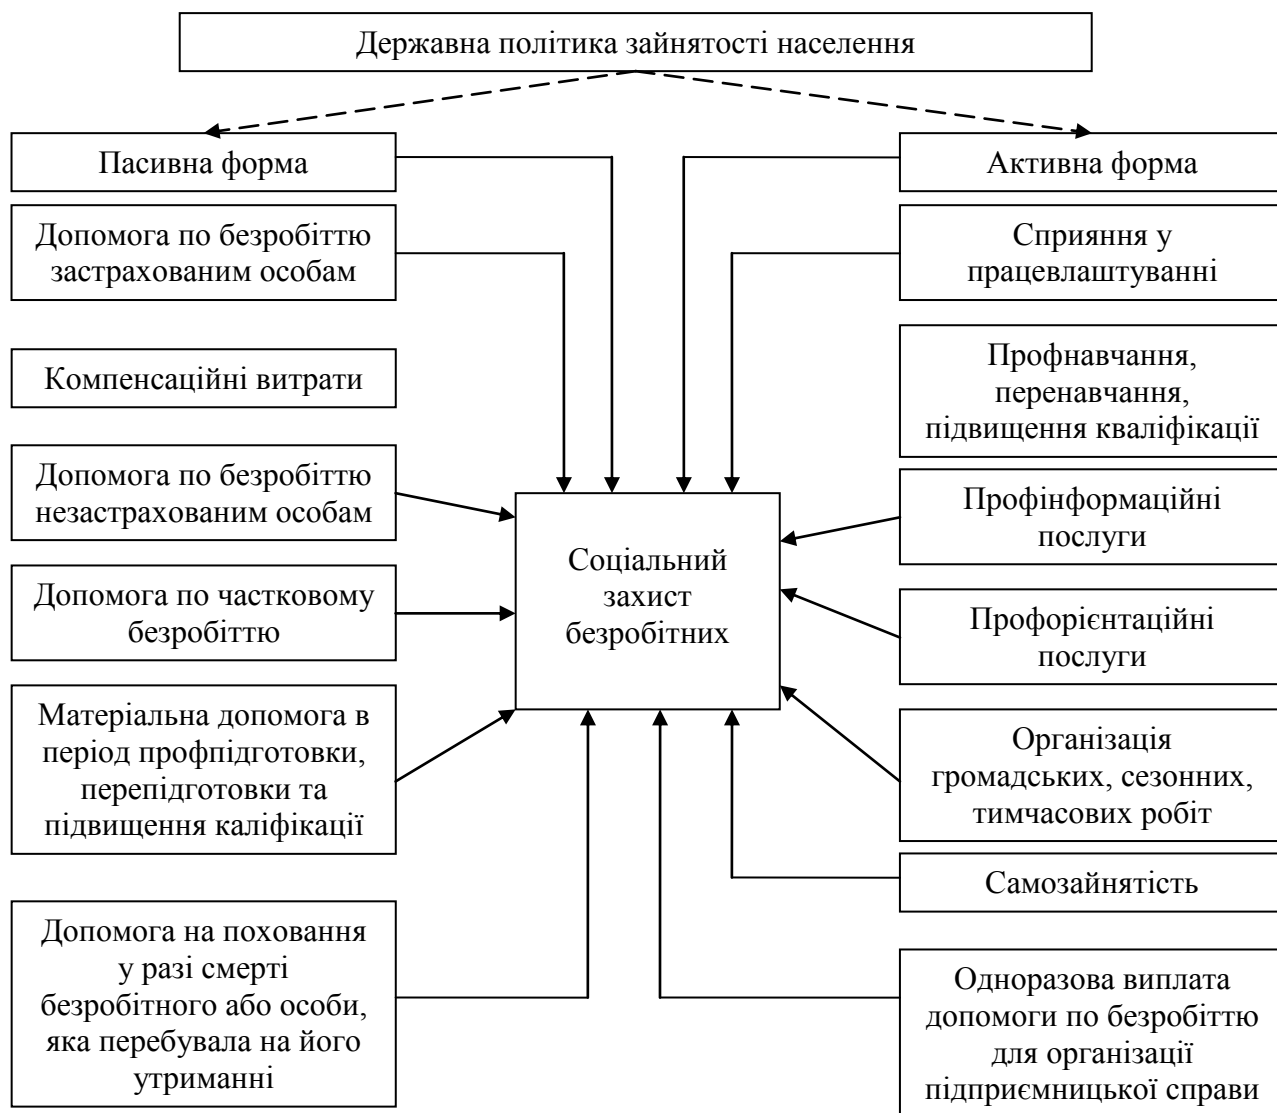 Державна політика зайнятості населення
Пасивна форма
Активна форма
Допомога по безробіттю
застрахованим особам
Сприяння у
працевлаштуванні
Компенсаційні витрати
Профнавчання,
перенавчання,
підвищення кваліфікації
Допомога по безробіттю
незастрахованим особам
Профінформаційні
послуги
Соціальний
захист
безробітних
Допомога по частковому
безробіттю
Профорієнтаційні
послуги
Матеріальна допомога в
період профпідготовки,
перепідготовки та
підвищення каліфікації
Організація
громадських, сезонних,
тимчасових робіт
Самозайнятість
Допомога на поховання
у разі смерті
безробітного або особи,
яка перебувала на його
утриманні
Одноразова виплата
допомоги по безробіттю
для організації
підприємницької справи